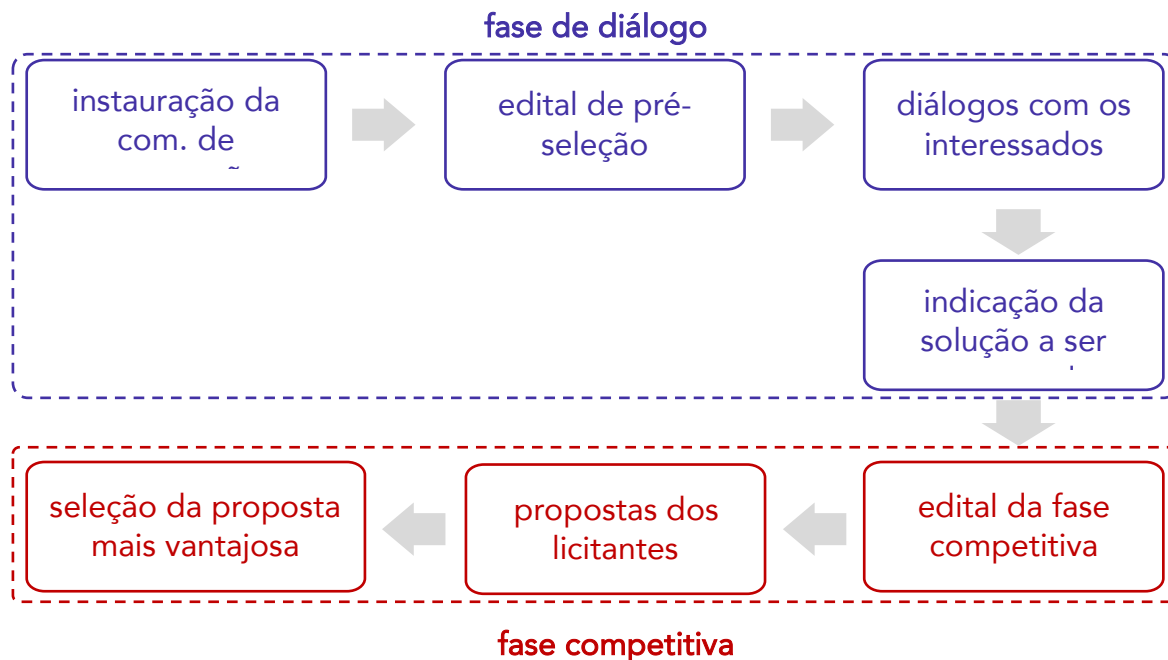 fase de diálogo
instauração da
com. de
edital de pré-
seleção
diálogos com os
interessados
indicação da
solução a ser
edital da fase
competitiva
propostas dos
licitantes
seleção da proposta
mais vantajosa
fase competitiva